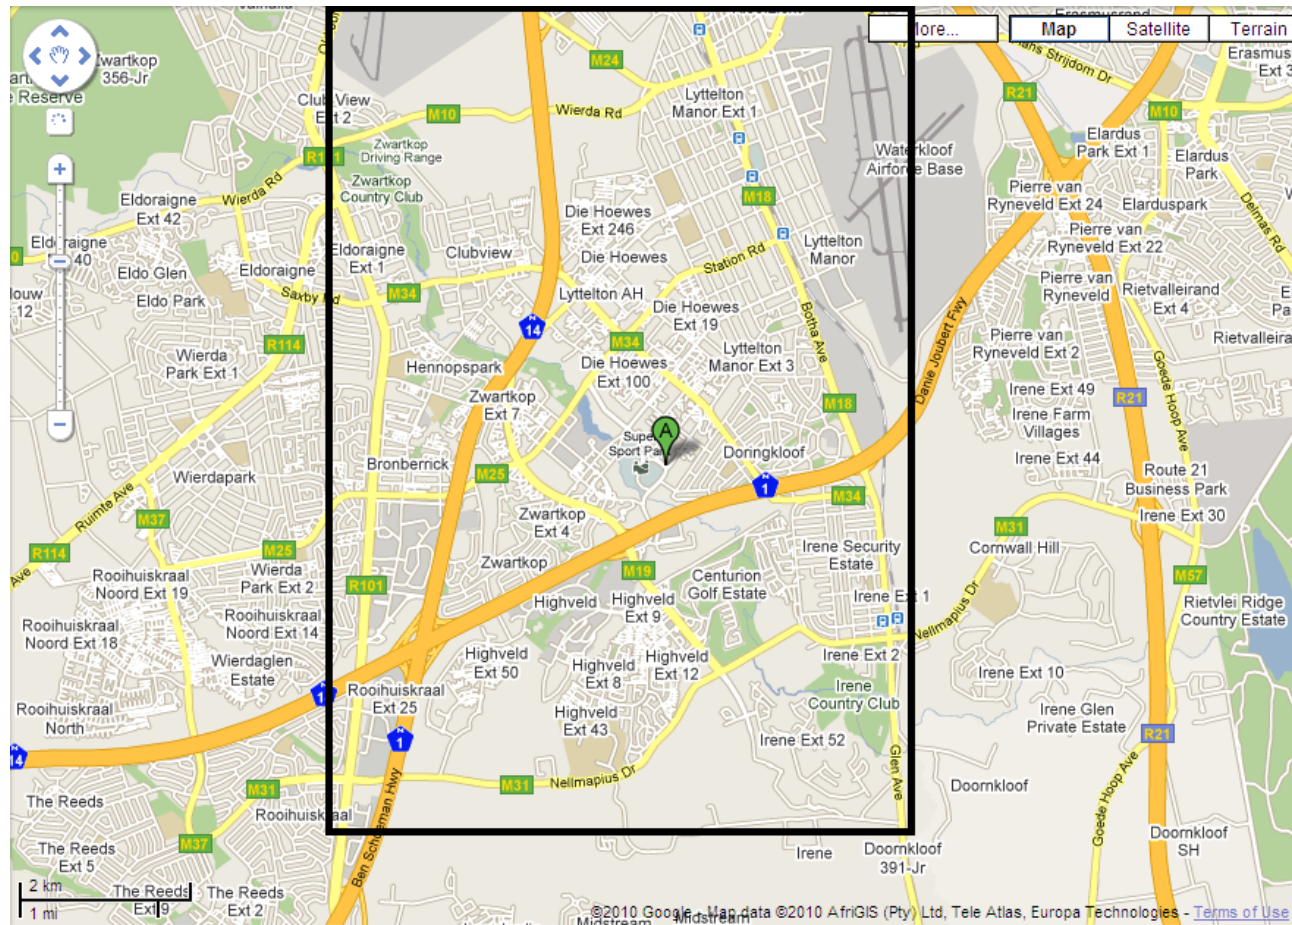 More...
Map
Satellite
Terrain
Erasmusrand
Hans Strijdom Dr
Erasmus
Ext 3
Zwartkop
356-Jr
Reserve
Club View
Ext 2
M24
Lyttelton
Manor Ext 1
M10
Wierda Rd
R21
M10
Elardus
Park Ext 1
Zwartkop
Driving Range
Zwartkop
Country Club
Waterkloof
Airforce Base
Elardus
Park
R101
Wierda Rd
Eldoraigne
Ext 42
M18
Pierre van
Ryneveld Ext 24
Elarduspark
Delmas Rd
Die Hoewes
Ext 246
Die Hoewes
Pierre van
Ryneveld Ext 22
Eldoraigne
Ext 40
Eldo Glen
Eldoraigne
Eldoraigne
Ext 1
Clubview
Station Rd
Lyttelton
Manor
Eldo Park
Saxby Rd
M34
Lyttelton AH
Die Hoewes
Ext 19
Botha Ave
Pierre van
Ryneveld
Rietvalleirand
Ext 4
N
14
M34
R114
Wierda
Park Ext 1
Hennopspark
Die Hoewes
Ext 100
Lyttelton
Manor Ext 3
Danie Joubert Fwy
Pierre van
Ryneveld Ext 2
Rietvalleira
Goede Hoop Ave
Zwartkop
Ext 7
M18
Irene Ext 49
R21
Irene Farm
Villages
A
Super
Sport Park
Doringkloof
Irene Ext 44
Bronberrick
Wierdapark
M25
N
1
M34
Route 21
Business Park
Irene Ext 30
Ruimte Ave
M37
Zwartkop
Ext 4
M31
Cornwall Hill
R114
M25
Wierda
Park Ext 2
Zwartkop
M19
Irene Security
Estate
Ave
Rooihuiskraal
Noord Ext 19
R101
Centurion
Golf Estate
M57
Highveld
Highveld
Ext 9
Irene Ext 1
Nellmapius Dr
Rietvlei Ridge
Country Estate
Rooihuiskraal
Noord Ext 18
Rooihuiskraal
Noord Ext 14
Wierdaglen
Estate
Highveld
Ext 50
Highveld
Ext 8
Highveld
Ext 12
Irene Ext 2
Irene Ext 10
Rooihuiskraal
North
Rooihuiskraal
Ext 25
Irene
Country Club
Irene Glen
Private Estate
Highveld
Ext 43
Irene Ext 52
R21
N
1
N
14
Glen Ave
M31
M31
Nellmapius Dr
Doornkloof
The Reeds
Rooihuiskraal
Ben Schoeman Hwy
Goede Hoop Ave
M37
The Reeds
Ext 5
Irene
Doornkloof
391-Jr
Doornkloof
SH
2 km
1 mi
The Reeds
Ext 9
The Reeds
Ext 2
Midstream
Midstream
©2010 Google - Map data ©2010 AfriGIS (Pty) Ltd, Tele Atlas, Europa Technologies - Terms of Use